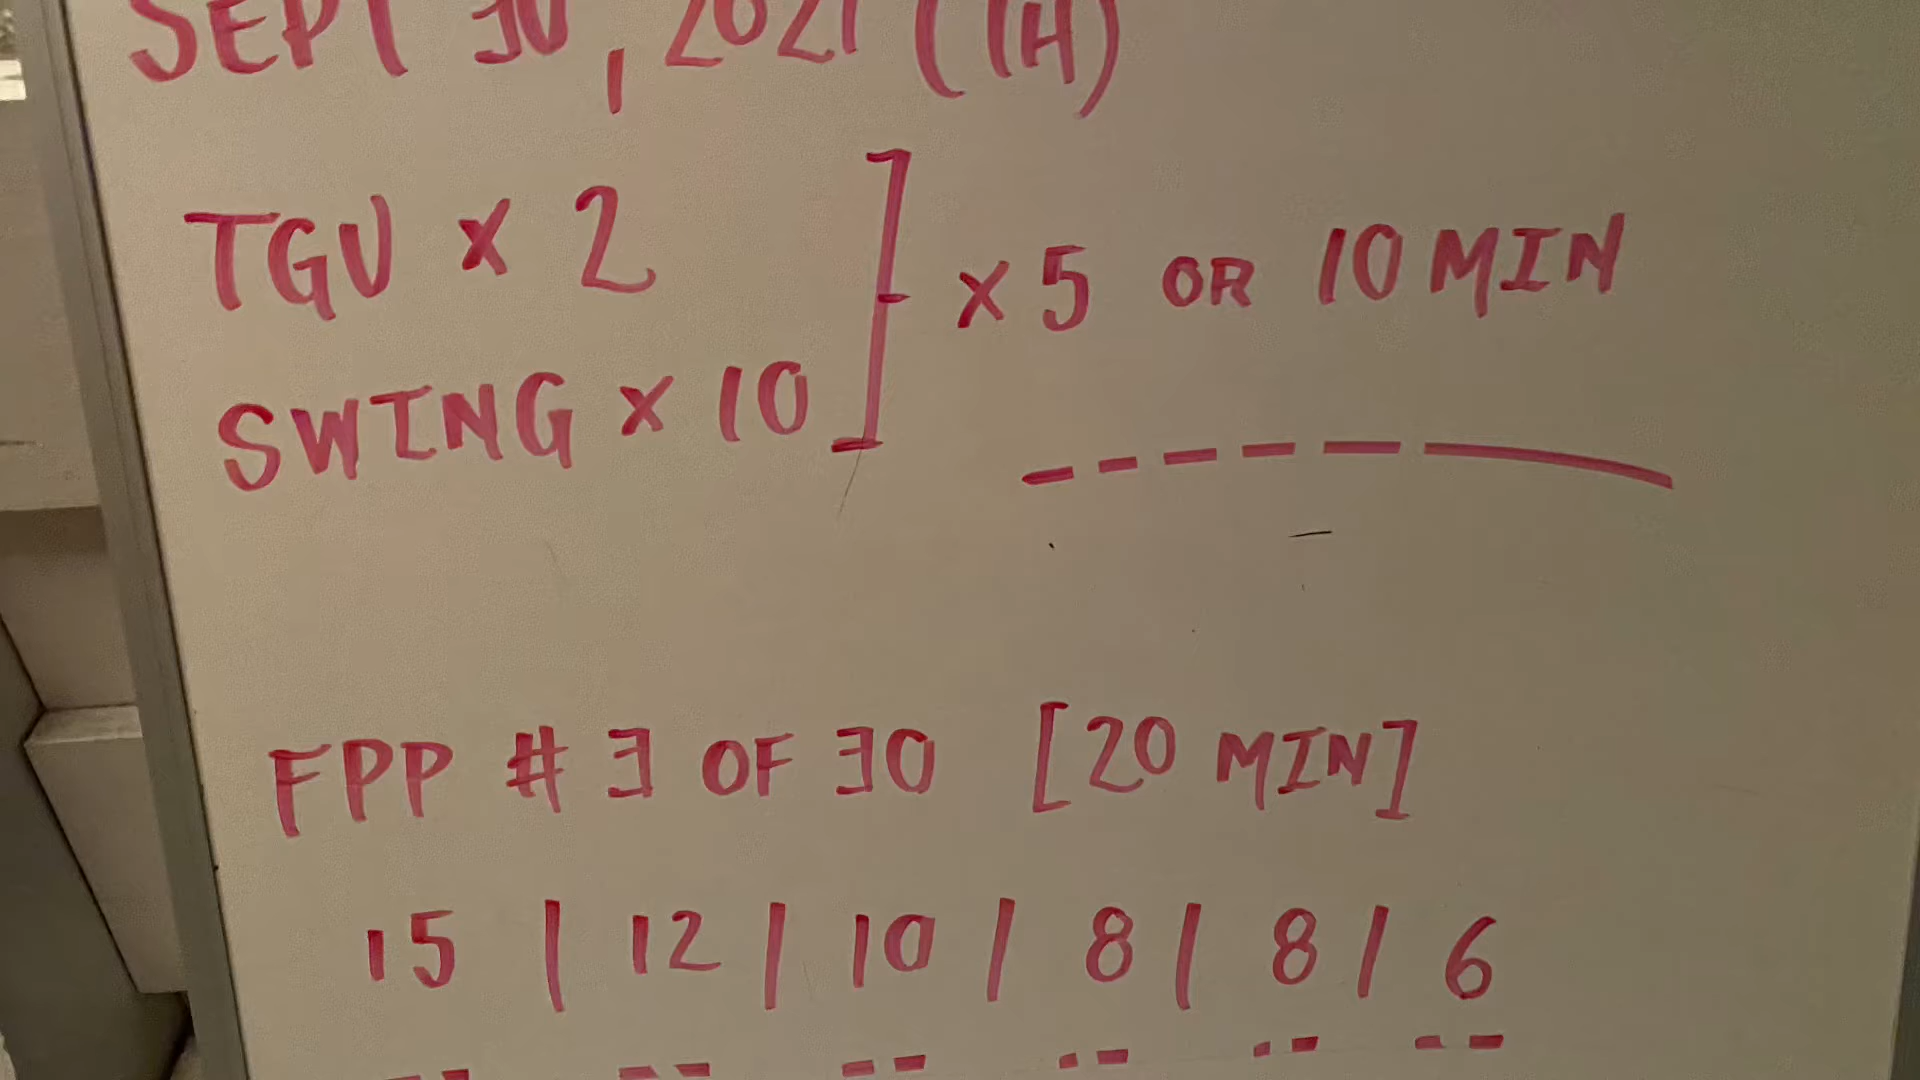 SEPT 30, 2021 (TH)
TGU x 2
SWING x 10
x 5 OR 10 MIN
FPP # 3 OF 30 [20 MIN]
15 | 12 | 10 | 8 | 8 | 6